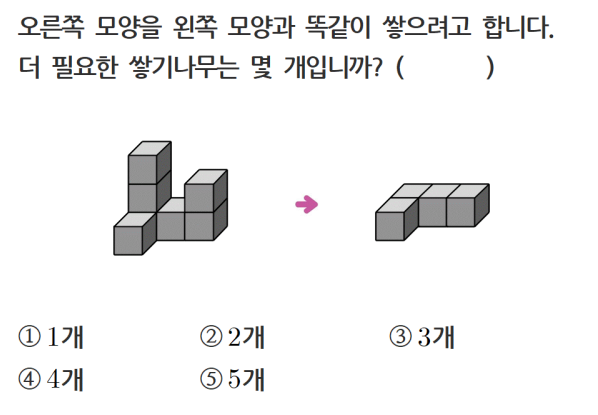 오른쪽 모양을 왼쪽 모양과 똑같이 쌓으려고 합니다.
더 필요한 쌓기나무는 몇 개입니까? (          )
① 1개 ② 2개 ③ 3개
④ 4개 ⑤ 5개